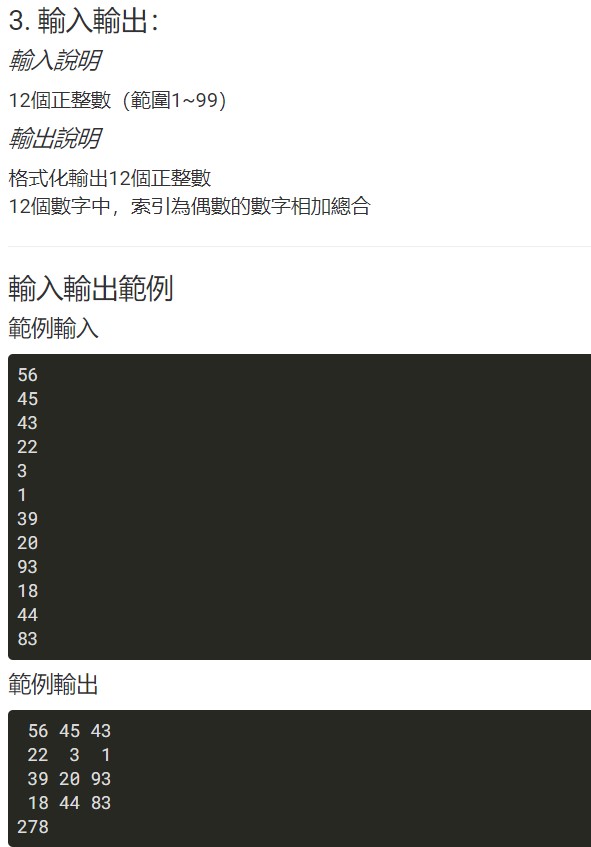 3. 輸入輸出：
輸入說明
12個正整數（範圍1~99）
輸出說明
格式化輸出12個正整數
12個數字中，索引為偶數的數字相加總合
輸入輸出範例
範例輸入
56
45
43
22
3
1
39
20
93
18
44
83
範例輸出
 56 45 43
 22  3  1
 39 20 93
 18 44 83
278